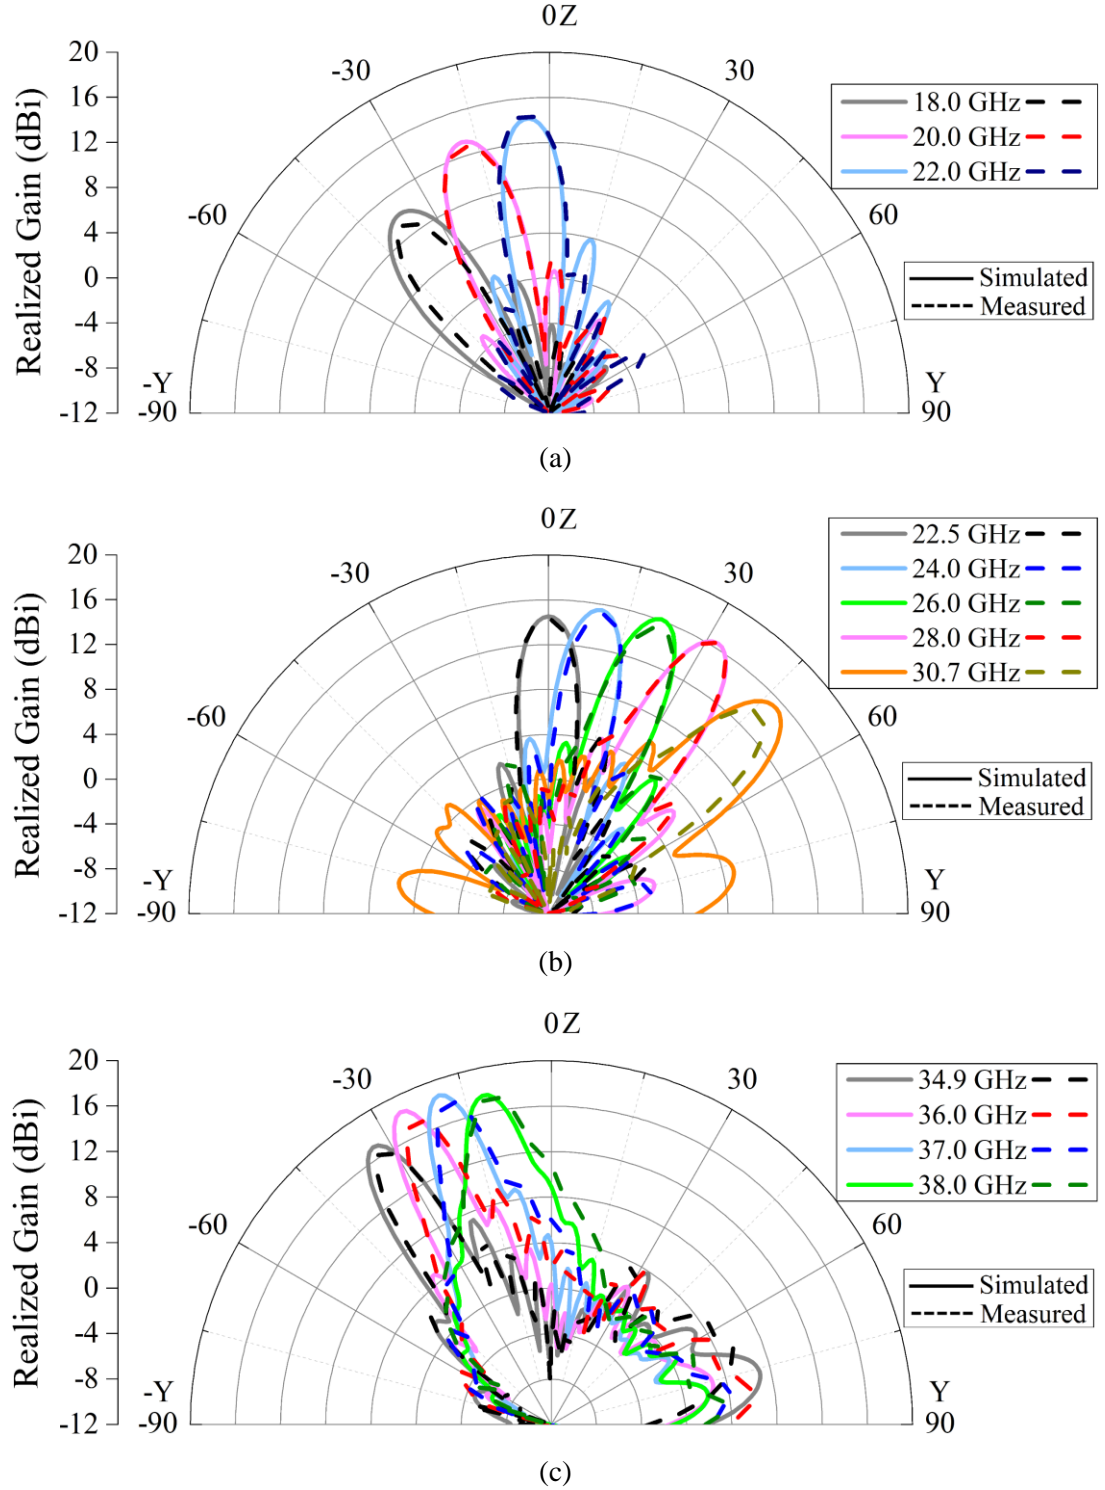 0 Z
20
-30
30
16
18.0 GHz
20.0 GHz
22.0 GHz
12
8
-60
60
4
0
Simulated
Measured
-4
-8
-Y
Y
-12
-90
90
Realized Gain (dBi)
(a)
0 Z
20
-30
30
16
22.5 GHz
24.0 GHz
26.0 GHz
28.0 GHz
30.7 GHz
12
8
-60
60
4
0
Simulated
Measured
-4
-8
-Y
Y
-12
-90
90
Realized Gain (dBi)
(b)
0 Z
20
-30
30
16
34.9 GHz
36.0 GHz
37.0 GHz
38.0 GHz
12
8
-60
60
4
0
Simulated
Measured
-4
-8
-Y
Y
-12
-90
90
Realized Gain (dBi)
(c)